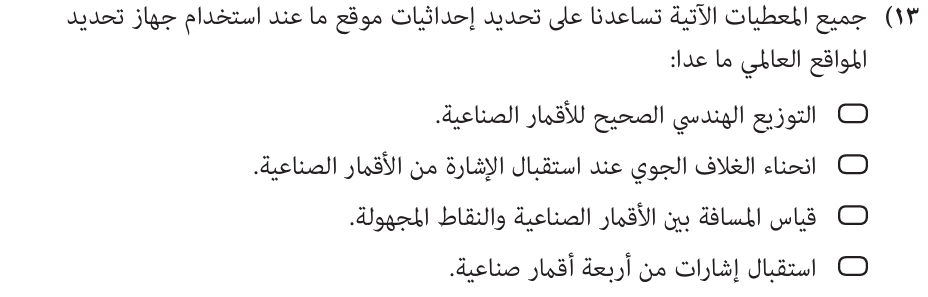 ١٣) جميع المعطيات الآتية تساعدنا على تحديد إحداثيات موقع ما عند استخدام جهاز تحديد
المواقع العالمي ما عدا:
التوزيع الهندسي الصحيح للأقمار الصناعية.
انحناء الغلاف الجوي عند استقبال الإشارة من الأقمار الصناعية.
قياس المسافة بين الأقمار الصناعية والنقاط المجهولة.
استقبال إشارات من أربعة أقمار صناعية.